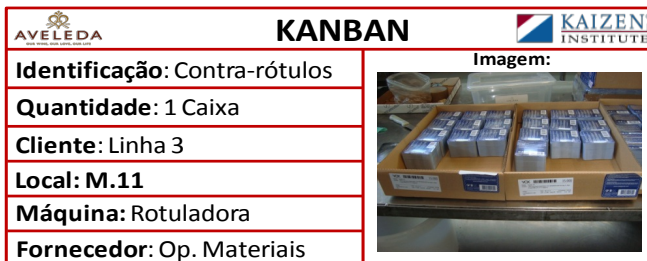 AVELEDA
KANBAN
KAIZEN
INSTITUTE
Identificação: Contra-rótulos
Imagem:
Quantidade: 1 Caixa
Cliente: Linha 3
Local: M.11
Máquina: Rotuladora
Fornecedor: Op. Materiais